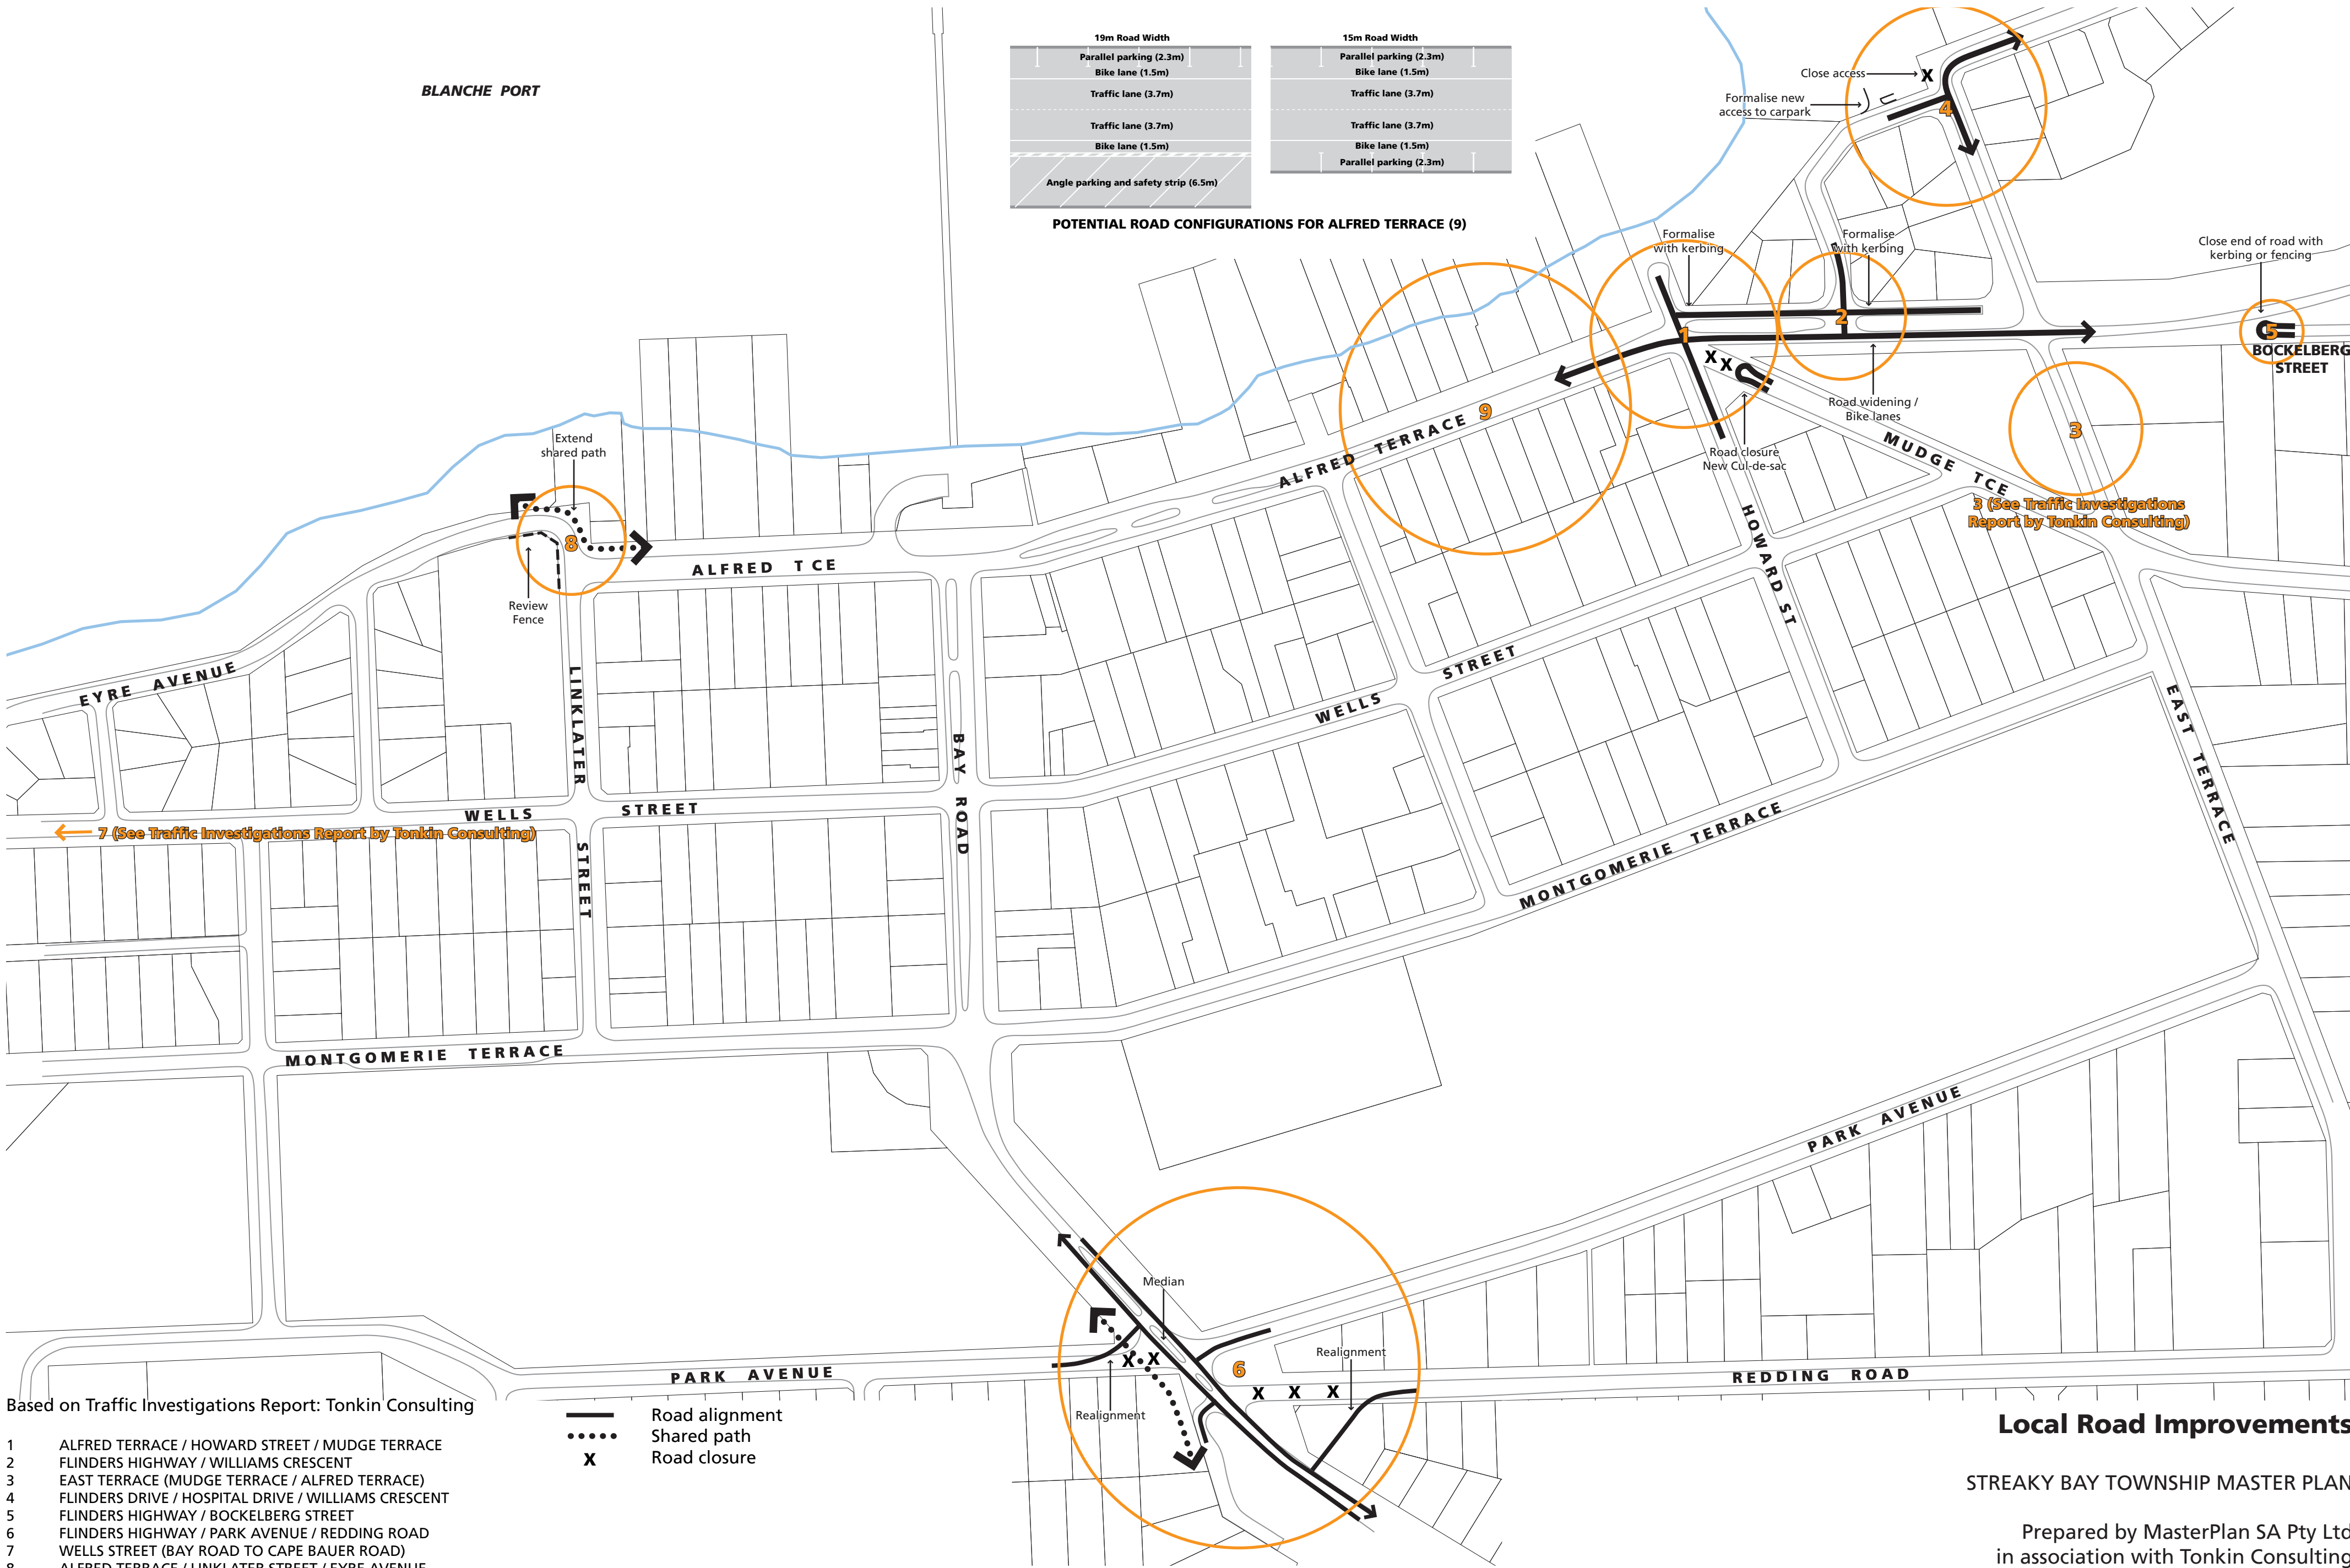 BLANCHE PORT
19m Road Width
Parallel parking (2.3m)
Bike lane (1.5m)
Traffic lane (3.7m)
Traffic lane (3.7m)
Bike lane (1.5m)
Angle parking and safety strip (6.5m)
15m Road Width
Parallel parking (2.3m)
Bike lane (1.5m)
Traffic lane (3.7m)
Traffic lane (3.7m)
Bike lane (1.5m)
Parallel parking (2.3m)
POTENTIAL ROAD CONFIGURATIONS FOR ALFRED TERRACE (9)
Close access
X
Formalise new
access to carpark
4
Formalise
with kerbing
Formalise
with kerbing
Close end of road with
kerbing or fencing
1
2
5
BOCKELBERG
STREET
X X
Road widening /
Bike lanes
Road closure
New Cul-de-sac
9
ALFRED TERRACE
MUDGE TCE
3
3 (See Traffic Investigations
Report by Tonkin Consulting)
HOWARD ST
Extend
shared path
8
ALFRED TCE
Review
Fence
EYRE AVENUE
LINKLATER
STREET
BAY
ROAD
WELLS
STREET
WELLS
STREET
7 (See Traffic Investigations Report by Tonkin Consulting)
EAST TERRACE
MONTGOMERIE TERRACE
MONTGOMERIE TERRACE
PARK AVENUE
Median
X X
6
Realignment
X X X
Realignment
PARK AVENUE
REDDING ROAD
Based on Traffic Investigations Report: Tonkin Consulting
1 ALFRED TERRACE / HOWARD STREET / MUDGE TERRACE
2 FLINDERS HIGHWAY / WILLIAMS CRESCENT
3 EAST TERRACE (MUDGE TERRACE / ALFRED TERRACE)
4 FLINDERS DRIVE / HOSPITAL DRIVE / WILLIAMS CRESCENT
5 FLINDERS HIGHWAY / BOCKELBERG STREET
6 FLINDERS HIGHWAY / PARK AVENUE / REDDING ROAD
7 WELLS STREET (BAY ROAD TO CAPE BAUER ROAD)
8 ALFRED TERRACE / LINKLATER STREET / EYRE AVENUE
Road alignment
Shared path
X Road closure
Local Road Improvements
STREAKY BAY TOWNSHIP MASTER PLAN
Prepared by MasterPlan SA Pty Ltd
in association with Tonkin Consulting